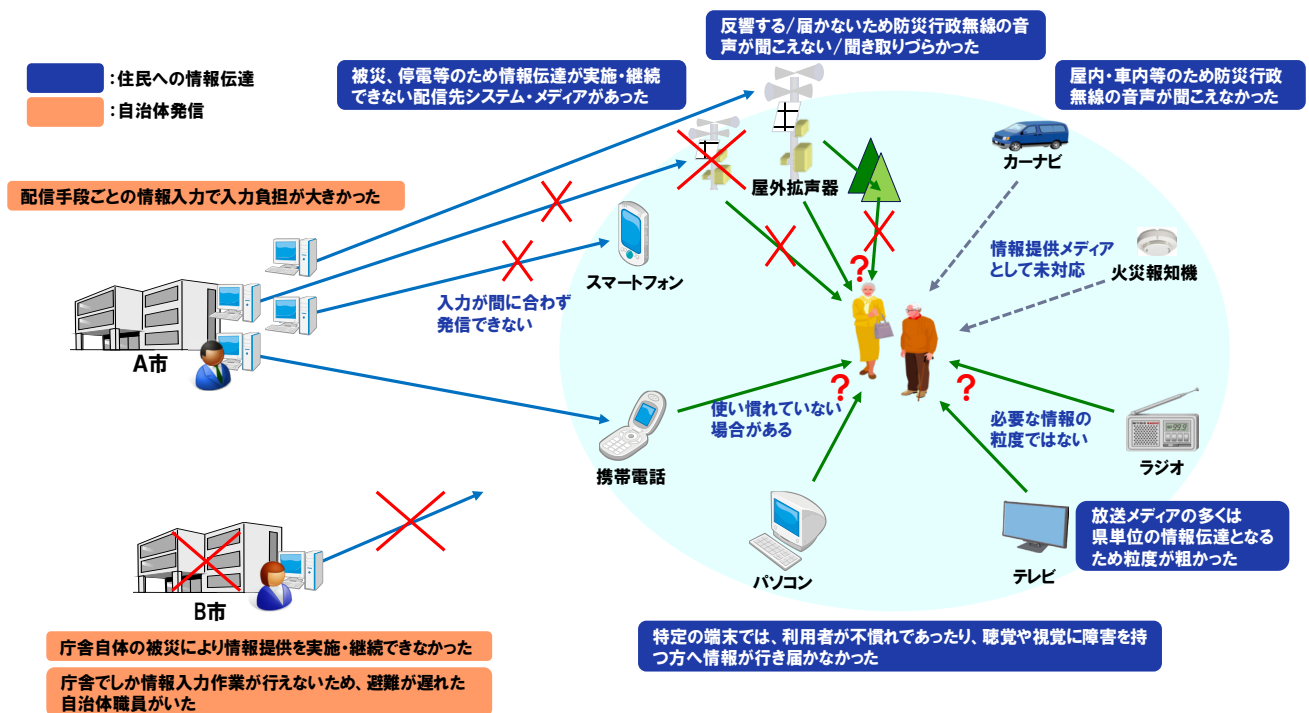 反響する/届かないため防災行政無線の音
声が聞こえない/聞き取りづらかった
:住民への情報伝達
:自治体発信
被災、停電等のため情報伝達が実施・継続
できない配信先システム・メディアがあった
屋内・車内等のため防災行政
無線の音声が聞こえなかった
カーナビ
配信手段ごとの情報入力で入力負担が大きかった
屋外拡声器
スマートフォン
情報提供メディア
として未対応
火災報知機
?
入力が間に合わず
発信できない
A市
?
?
使い慣れていない
場合がある
必要な情報の
粒度ではない
ラジオ
携帯電話
放送メディアの多くは
県単位の情報伝達となる
ため粒度が粗かった
パソコン
テレビ
B市
庁舎自体の被災により情報提供を実施・継続できなかった
庁舎でしか情報入力作業が行えないため、避難が遅れた
自治体職員がいた
特定の端末では、利用者が不慣れであったり、聴覚や視覚に障害を持
つ方へ情報が行き届かなかった